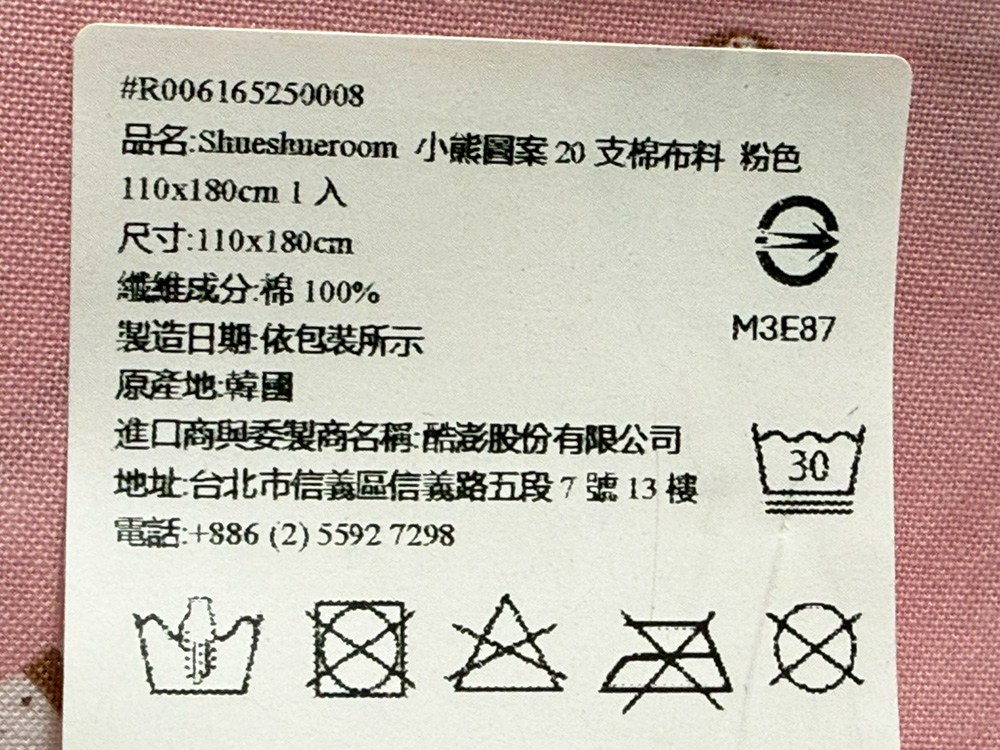 #R006165250008
品名:Shueshueroom 小熊圖案 20 支棉布料 粉色
110x180cm 1 入
尺寸:110x180cm
纖維成分:棉 100%
製造日期:依包裝所示
原產地:韓國
進口商與委製商名稱:酷澎股份有限公司
地址:台北市信義區信義路五段 7 號 13 樓
電話:+886 (2) 5592 7298
M3E87
30